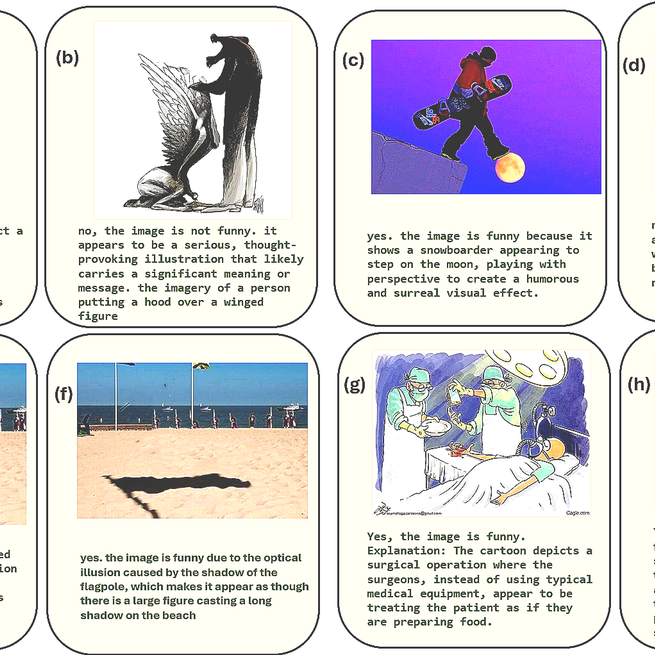 (b)
no, the image is not funny. it
appears to be a serious, thought-
provoking illustration that likely
carries a significant meaning or
message. the imagery of a person
putting a hood over a winged
figure
(c)
yes. the image is funny because it
shows a snowboarder appearing to
step on the moon, playing with
perspective to create a humorous
and surreal visual effect.
(d)
ct a
s
(f)
yes. the image is funny due to the optical
illusion caused by the shadow of the
flagpole, which makes it appear as though
there is a large figure casting a long
shadow on the beach
(g)
Cagle.com
Yes, the image is funny.
Explanation: The cartoon depicts a
surgical operation where the
surgeons, instead of using typical
medical equipment, appear to be
treating the patient as if they
are preparing food.
(h)
ed
ion
s